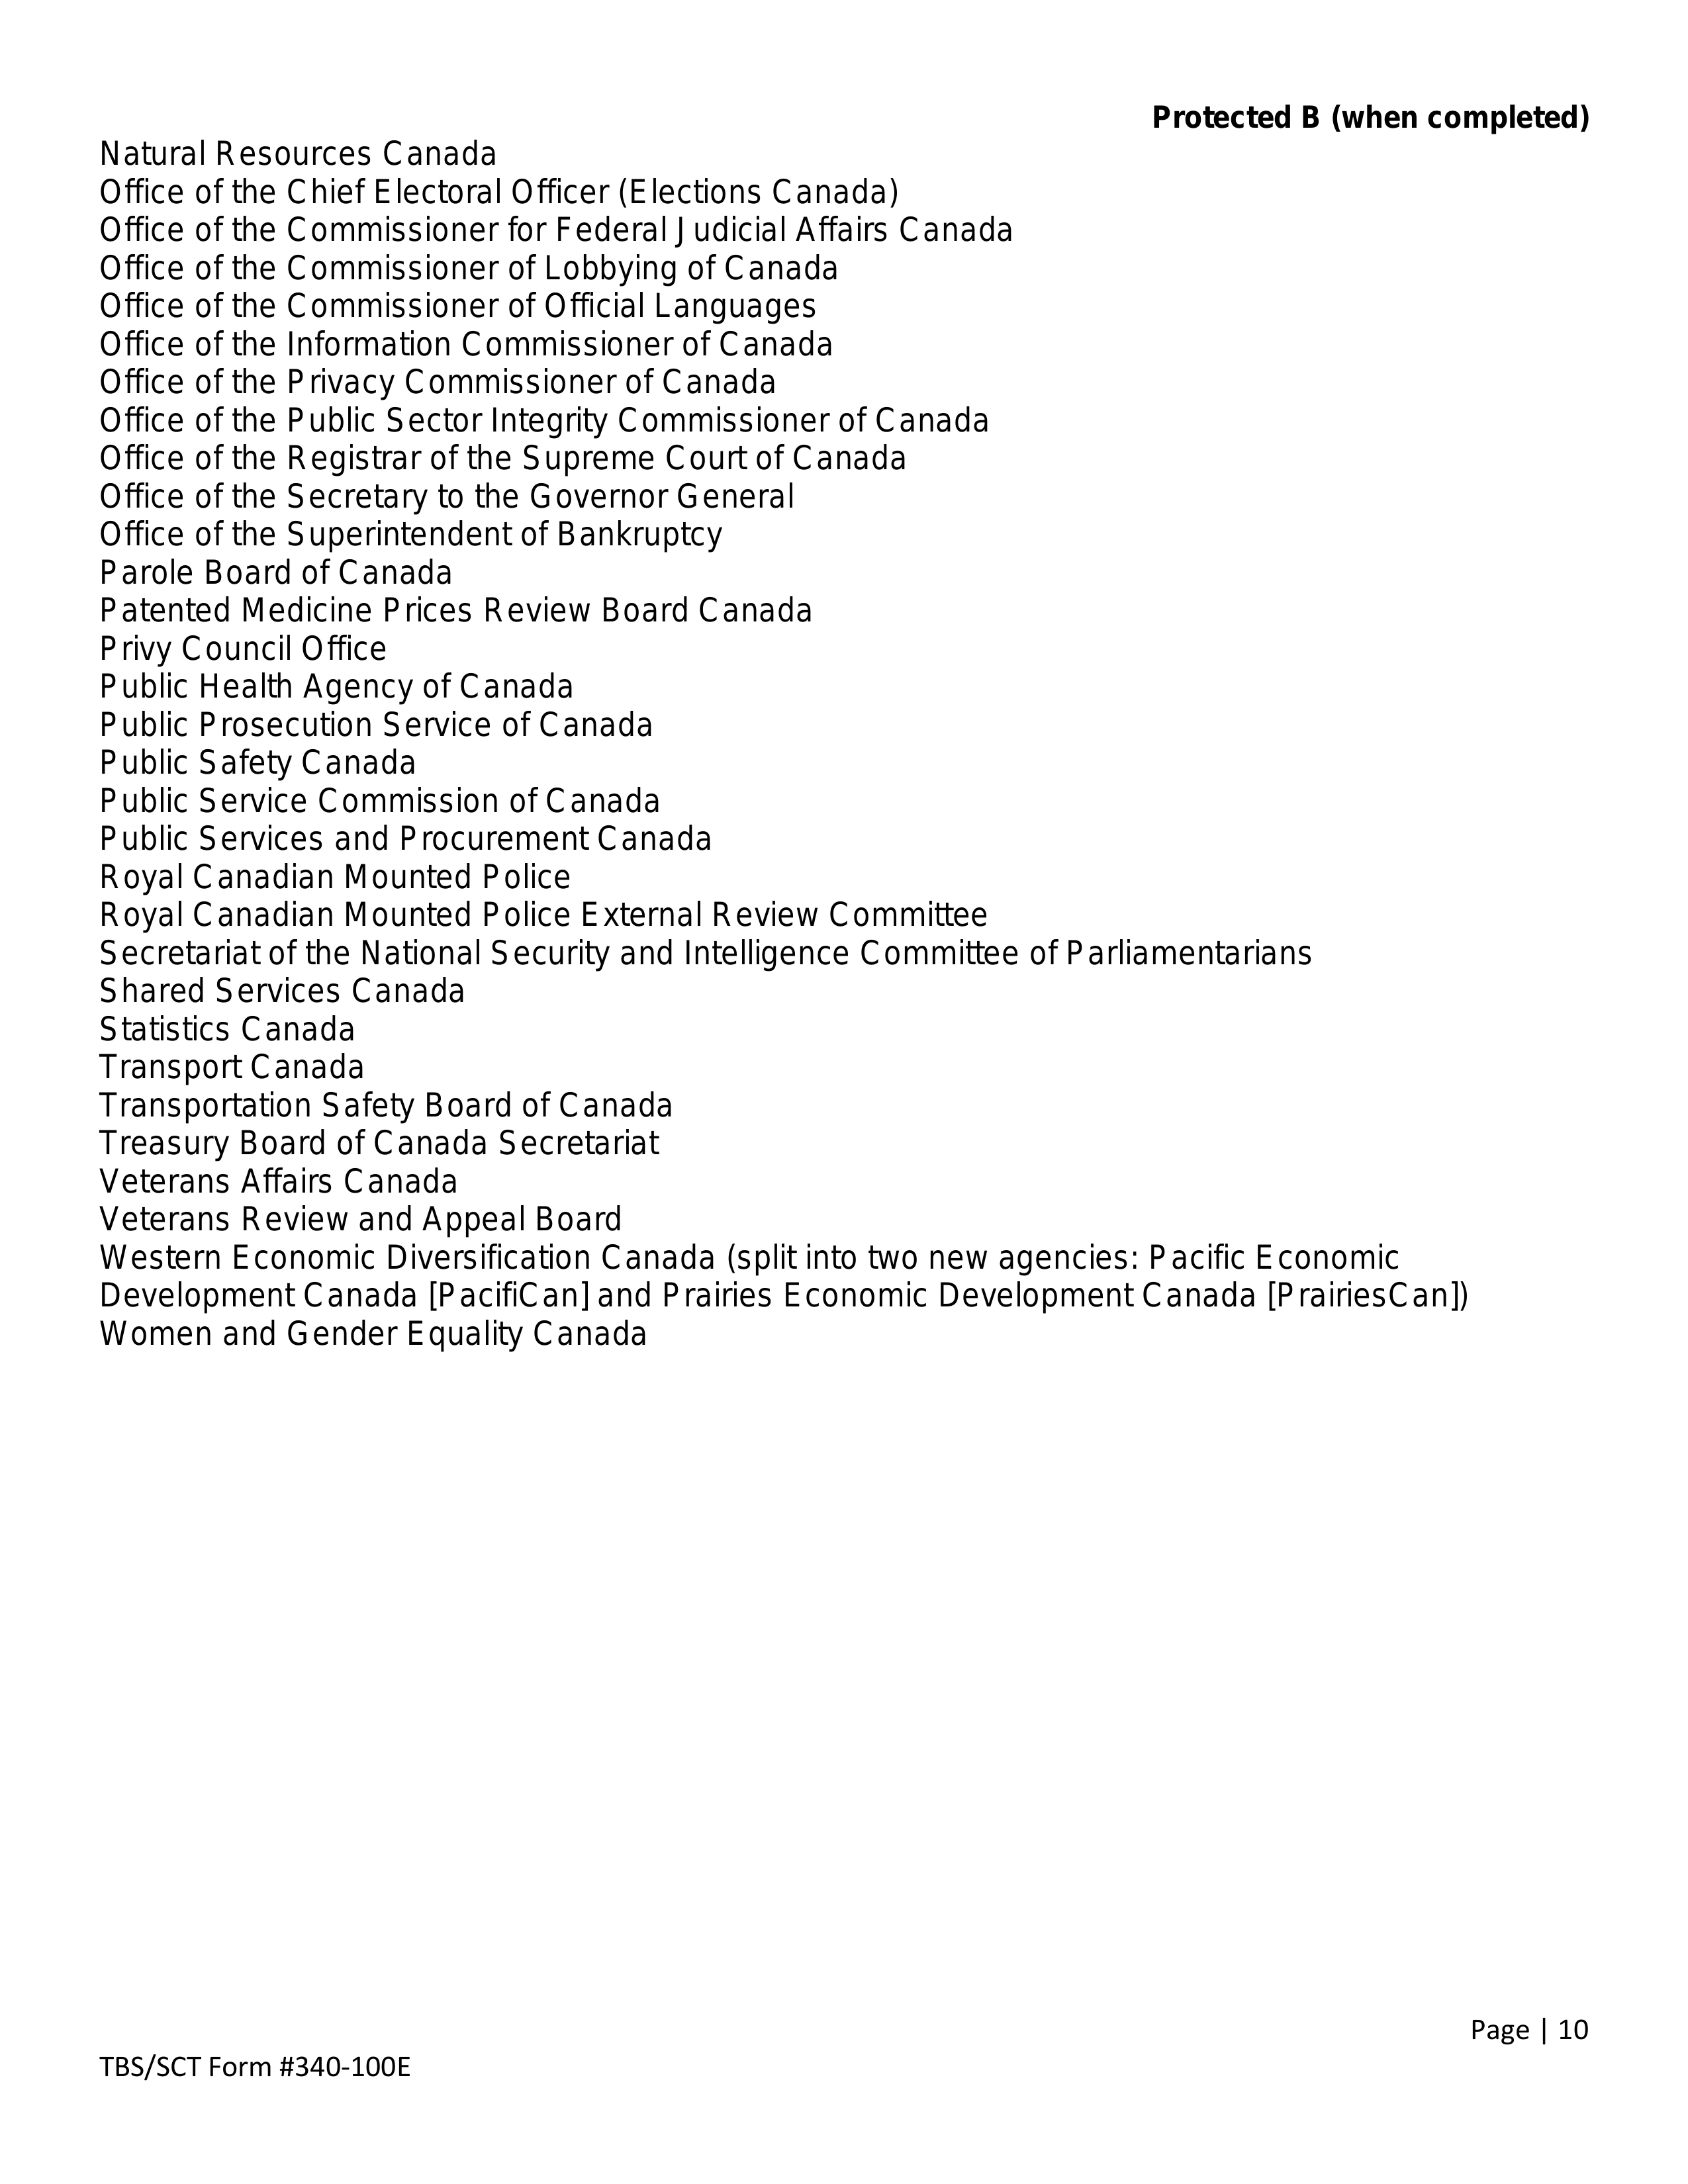 Protected B (when completed)
Natural Resources Canada
Office of the Chief Electoral Officer (Elections Canada)
Office of the Commissioner for Federal Judicial Affairs Canada
Office of the Commissioner of Lobbying of Canada
Office of the Commissioner of Official Languages
Office of the Information Commissioner of Canada
Office of the Privacy Commissioner of Canada
Office of the Public Sector Integrity Commissioner of Canada
Office of the Registrar of the Supreme Court of Canada
Office of the Secretary to the Governor General
Office of the Superintendent of Bankruptcy
Parole Board of Canada
Patented Medicine Prices Review Board Canada
Privy Council Office
Public Health Agency of Canada
Public Prosecution Service of Canada
Public Safety Canada
Public Service Commission of Canada
Public Services and Procurement Canada
Royal Canadian Mounted Police
Royal Canadian Mounted Police External Review Committee
Secretariat of the National Security and Intelligence Committee of Parliamentarians
Shared Services Canada
Statistics Canada
Transport Canada
Transportation Safety Board of Canada
Treasury Board of Canada Secretariat
Veterans Affairs Canada
Veterans Review and Appeal Board
Western Economic Diversification Canada (split into two new agencies: Pacific Economic
Development Canada [PacifiCan] and Prairies Economic Development Canada [PrairiesCan])
Women and Gender Equality Canada
Page | 10
TBS/SCT Form #340-100E